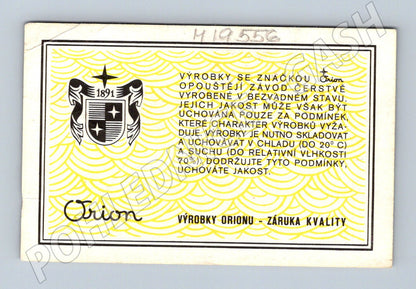 H 19 556
1891
VÝROBKY SE ZNAČKOU Orion
OPOUŠTĚJÍ ZÁVOD ČERSTVĚ
VYROBENÉ V BEZVADNÉM STAVU.
JEJICH JAKOST MŮŽE VŠAK BÝT
UCHOVÁNA POUZE ZA PODMÍNEK,
KTERÉ CHARAKTER VÝROBKŮ VYŽA-
DUJE. VÝROBKY JE NUTNO SKLADOVAT
A UCHOVÁVAT V CHLADU (DO 20° C)
A SUCHU (DO RELATIVNÍ VLHKOSTI
70%). DODRŽUJTE TYTO PODMÍNKY,
UCHOVÁTE JAKOST.
Orion
VÝROBKY ORIONU - ZÁRUKA KVALITY